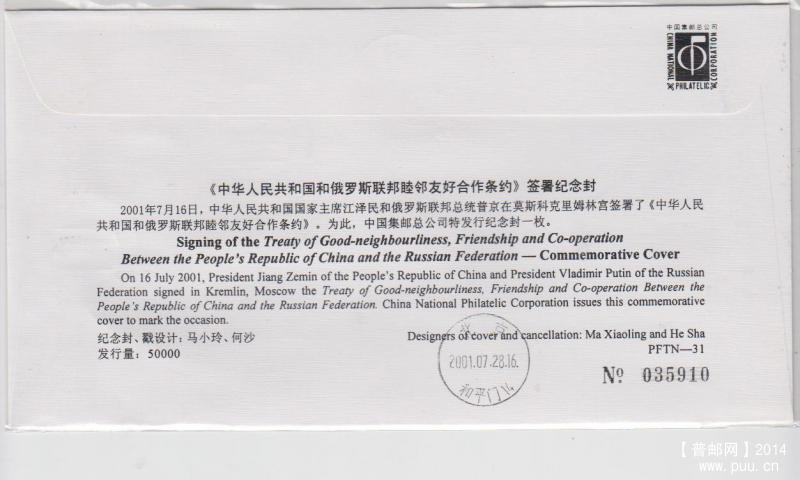 中国集邮总公司
CHINA NATIONAL
PHILATELIC
CORPORATION
《中华人民共和国和俄罗斯联邦睦邻友好合作条约》签署纪念封
2001年7月16日，中华人民共和国国家主席江泽民和俄罗斯联邦总统普京在莫斯科克里姆林宫签署了《中华人民
共和国和俄罗斯联邦睦邻友好合作条约》。为此，中国集邮总公司特发行纪念封一枚。
Signing of the Treaty of Good-neighbourliness, Friendship and Co-operation
Between the People's Republic of China and the Russian Federation — Commemorative Cover
On 16 July 2001, President Jiang Zemin of the People's Republic of China and President Vladimir Putin of the Russian
Federation signed in Kremlin, Moscow the Treaty of Good-neighbourliness, Friendship and Co-operation Between the
People's Republic of China and the Russian Federation. China National Philatelic Corporation issues this commemorative
cover to mark the occasion.
纪念封、戳设计：马小玲、何沙
Designers of cover and cancellation: Ma Xiaoling and He Sha
发行量：50000
PFTN—31
北京
2001.07.28.16.
和平门
№ 035910
【普邮网】2014
www.puu.cn